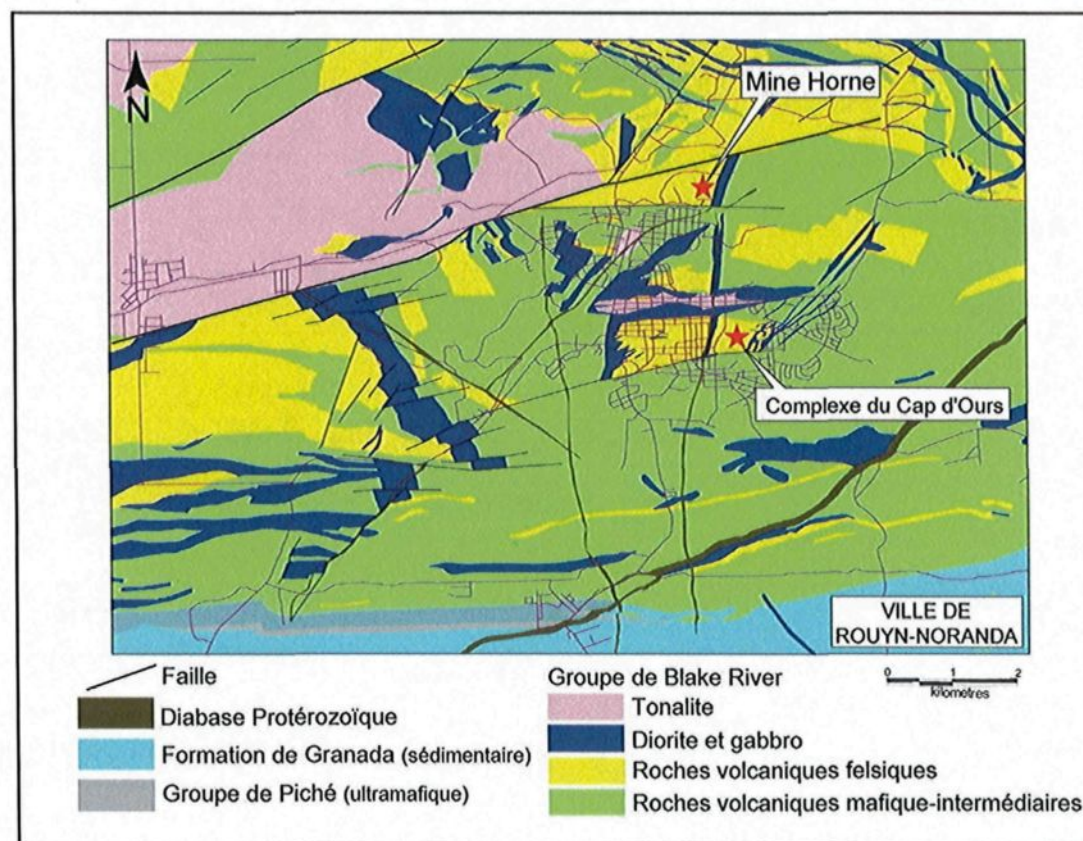 Mine Horne
N
Complexe du Cap d'Ours
VILLE DE
ROUYN-NORANDA
Faille
Diabase Protérozoïque
Formation de Granada (sédimentaire)
Groupe de Piché (ultramafique)
Groupe de Blake River
Tonalite
Diorite et gabbro
Roches volcaniques felsiques
Roches volcaniques mafique-intermédiaires
0 1 2
kilomètres